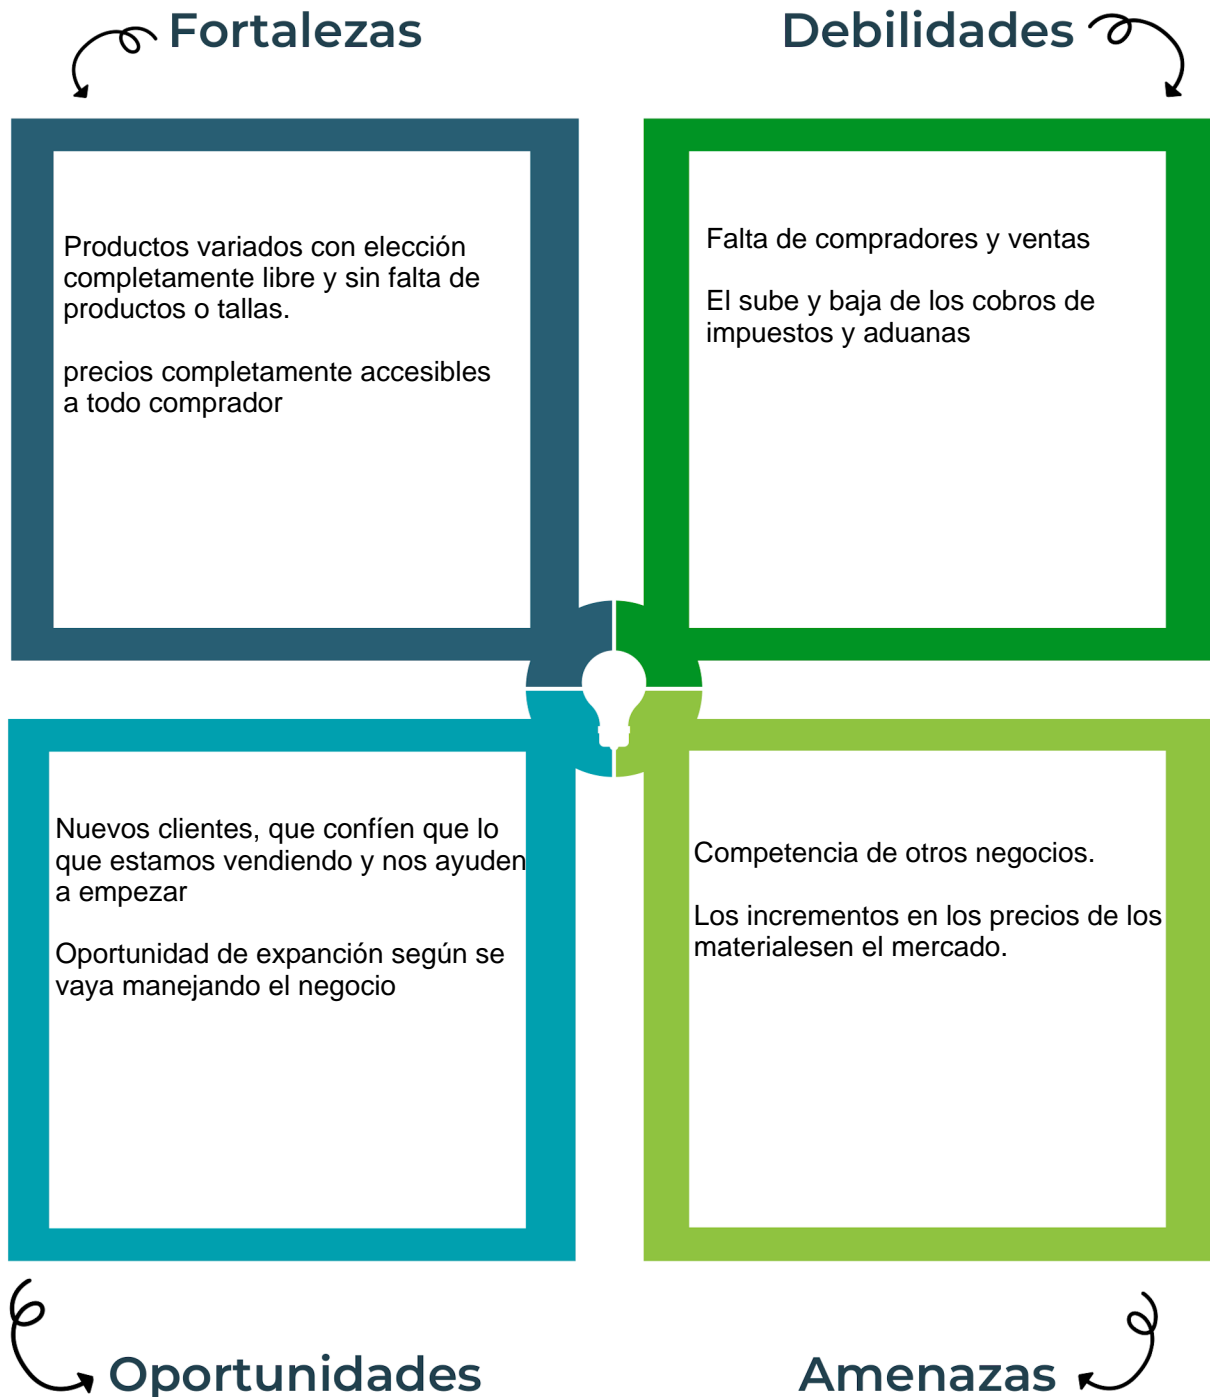 Fortalezas
Debilidades
Productos variados con elección
completamente libre y sin falta de
productos o tallas.
precios completamente accesibles
a todo comprador
Falta de compradores y ventas
El sube y baja de los cobros de
impuestos y aduanas
Nuevos clientes, que confíen que lo
que estamos vendiendo y nos ayuden
a empezar
Oportunidad de expanción según se
vaya manejando el negocio
Competencia de otros negocios.
Los incrementos en los precios de los
materialesen el mercado.
Oportunidades
Amenazas